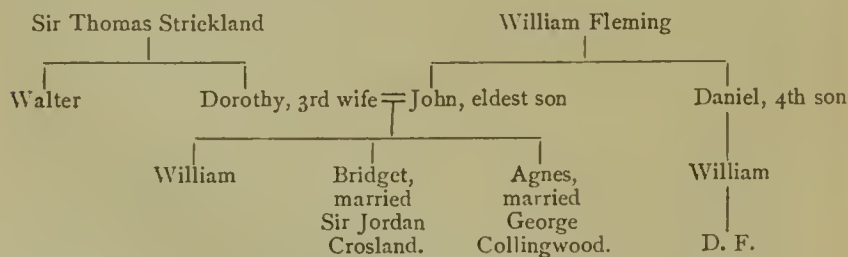 Sir Thomas Strickland William Fleming
Walter Dorothy, 3rd wife = John, eldest son Daniel, 4th son
William Bridget, Agnes, William
married married
Sir Jordan George
Crosland. Collingwood. D. F.